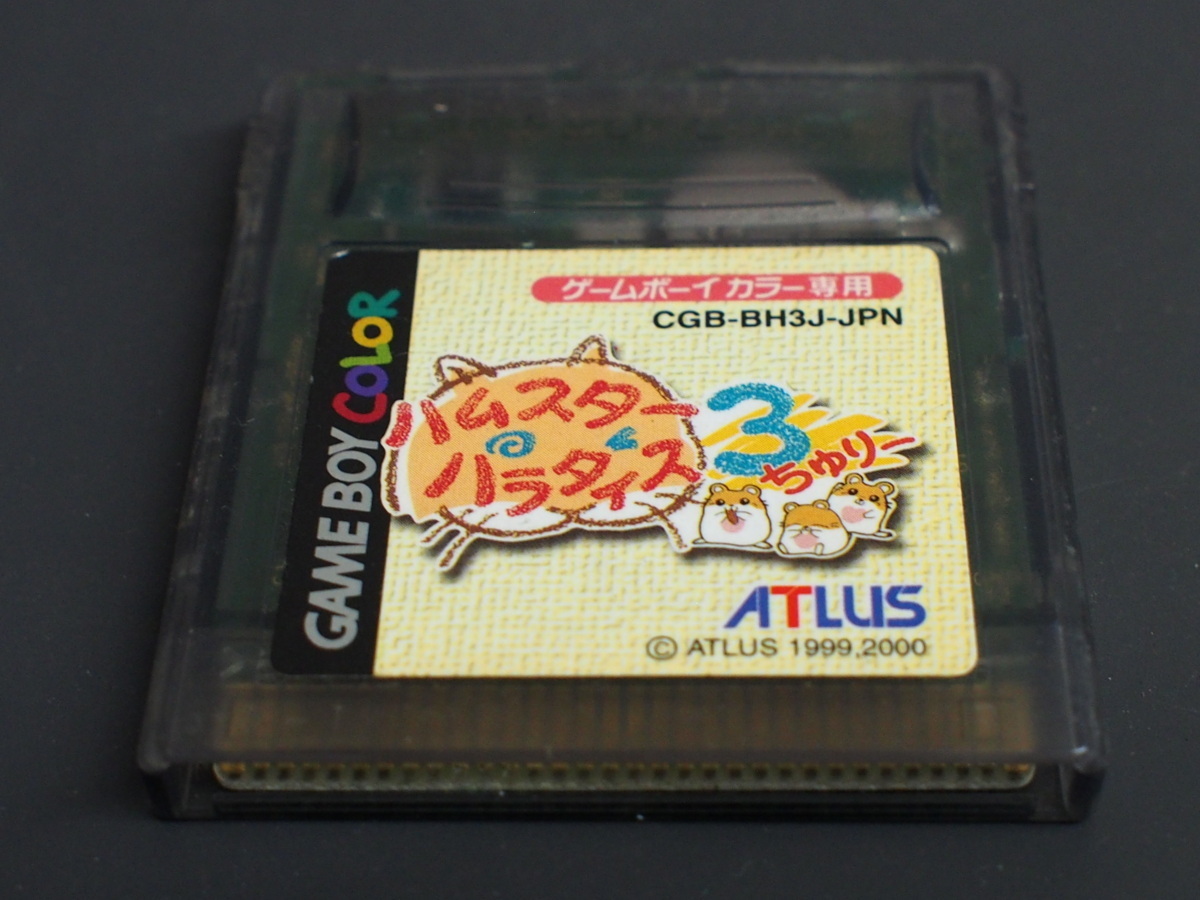 ゲームボーイカラー専用
CGB-BH3J-JPN
GAME BOY COLOR
ハムスター
パラダイス
3
ちゅりー
ATLUS
© ATLUS 1999,2000